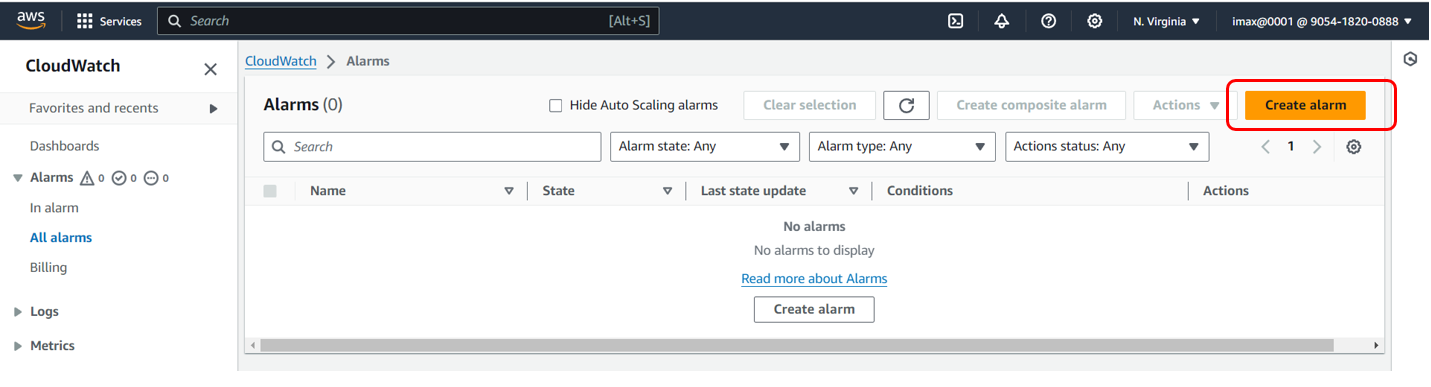 aws Services Search [Alt+S] N. Virginia imax@0001 @ 9054-1820-0888
CloudWatch
Favorites and recents
Dashboards
Alarms 0 0 0
In alarm
All alarms
Billing
Logs
Metrics
CloudWatch Alarms
Alarms (0) Hide Auto Scaling alarms Clear selection Create composite alarm Actions Create alarm
Search Alarm state: Any Alarm type: Any Actions status: Any 1
Name State Last state update Conditions Actions
No alarms
No alarms to display
Read more about Alarms
Create alarm